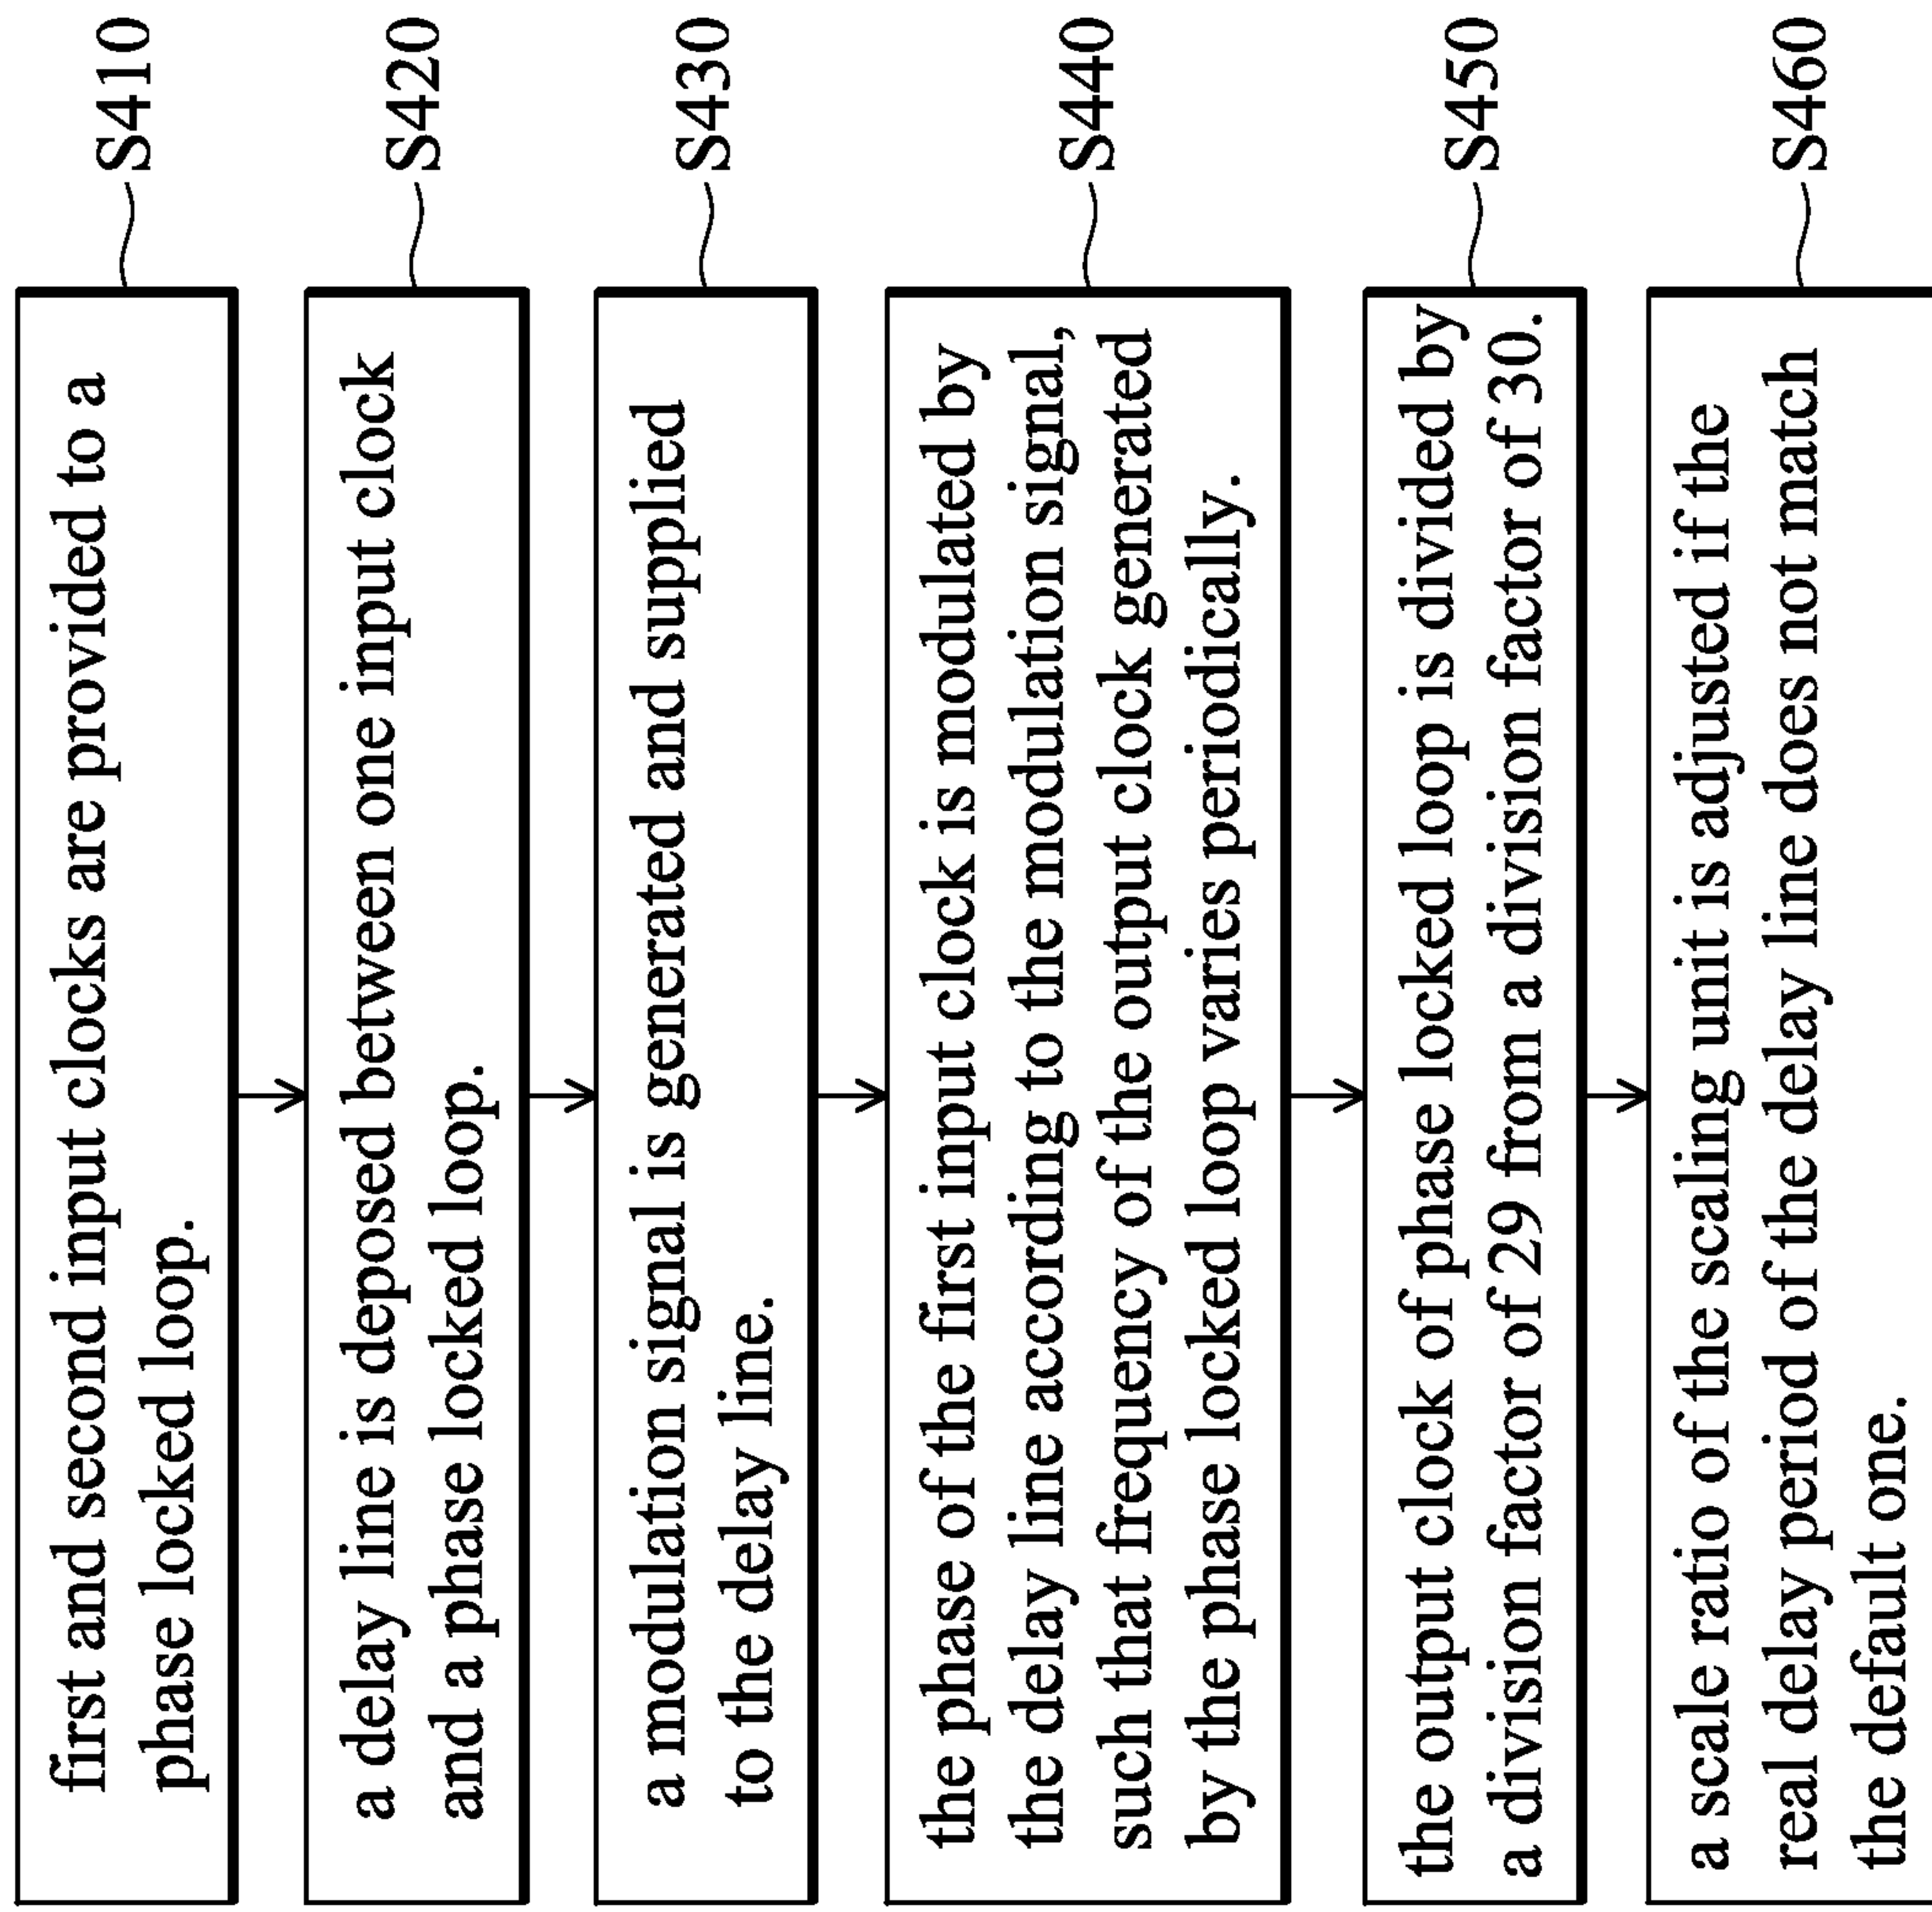 first and second input clocks are provided to a
phase locked loop.
S410
a delay line is deposed between one input clock
and a phase locked loop.
S420
a modulation signal is generated and supplied
to the delay line.
S430
the phase of the first input clock is modulated by
the delay line according to the modulation signal,
such that frequency of the output clock generated
by the phase locked loop varies periodically.
S440
the output clock of phase locked loop is divided by
a division factor of 29 from a division factor of 30.
S450
a scale ratio of the scaling unit is adjusted if the
real delay period of the delay line does not match
the default one.
S460